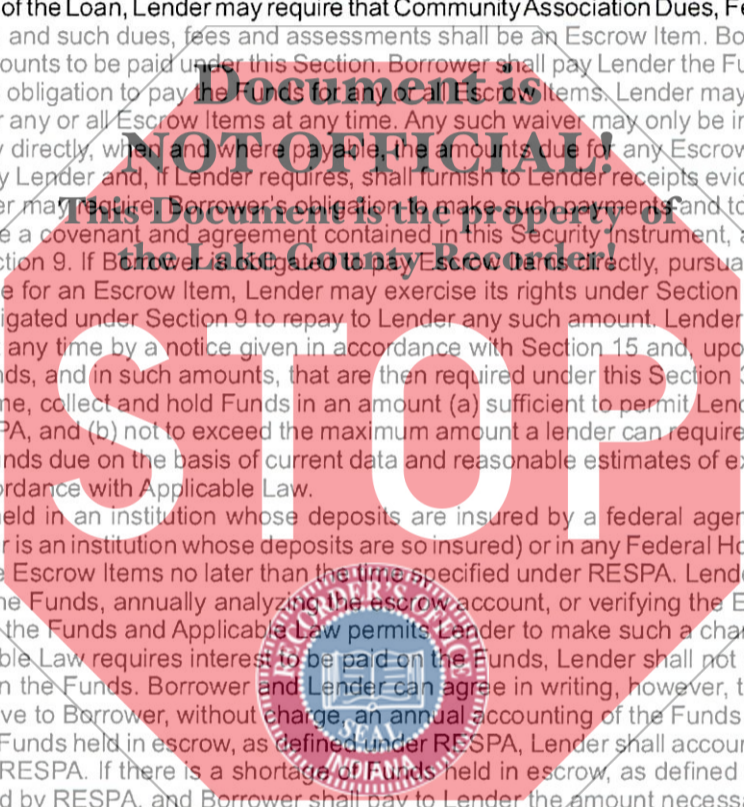 of the Loan, Lender may require that Community Association Dues, Fe
and such dues, fees and assessments shall be an Escrow Item. Bo
ounts to be paid under this Section. Borrower shall pay Lender the Fu
obligation to pay the Funds for any or all Escrow Items. Lender may
any or all Escrow Items at any time. Any such waiver may only be in
directly, when and where payable, the amounts due for any Escrow
y Lender and, if Lender requires, shall furnish to Lender receipts evid
er may require. Borrower's obligation to make such payments and to
e a covenant and agreement contained in this Security Instrument, a
ction 9. If Borrower is obligated to pay Escrow Items directly, pursua
e for an Escrow Item, Lender may exercise its rights under Section
igated under Section 9 to repay to Lender any such amount. Lender
any time by a notice given in accordance with Section 15 and, upo
nds, and in such amounts, that are then required under this Section 3
me, collect and hold Funds in an amount (a) sufficient to permit Lend
PA, and (b) not to exceed the maximum amount a lender can require
nds due on the basis of current data and reasonable estimates of ex
ordance with Applicable Law.
eld in an institution whose deposits are insured by a federal agen
r is an institution whose deposits are so insured) or in any Federal Ho
e Escrow Items no later than the time specified under RESPA. Lende
he Funds, annually analyzing the escrow account, or verifying the E
the Funds and Applicable Law permits Lender to make such a char
ble Law requires interest to be paid on the Funds, Lender shall not
n the Funds. Borrower and Lender can agree in writing, however, t
ve to Borrower, without charge, an annual accounting of the Funds
Funds held in escrow, as defined under RESPA, Lender shall accoun
RESPA. If there is a shortage of Funds held in escrow, as defined
d by RESPA, and Borrower shall pay to Lender the amount necess
Document is
NOT OFFICIAL!
This Document is the property of
the Lake County Recorder!
STOP
RECORDER'S OFFICE
SEAL
INDIANA